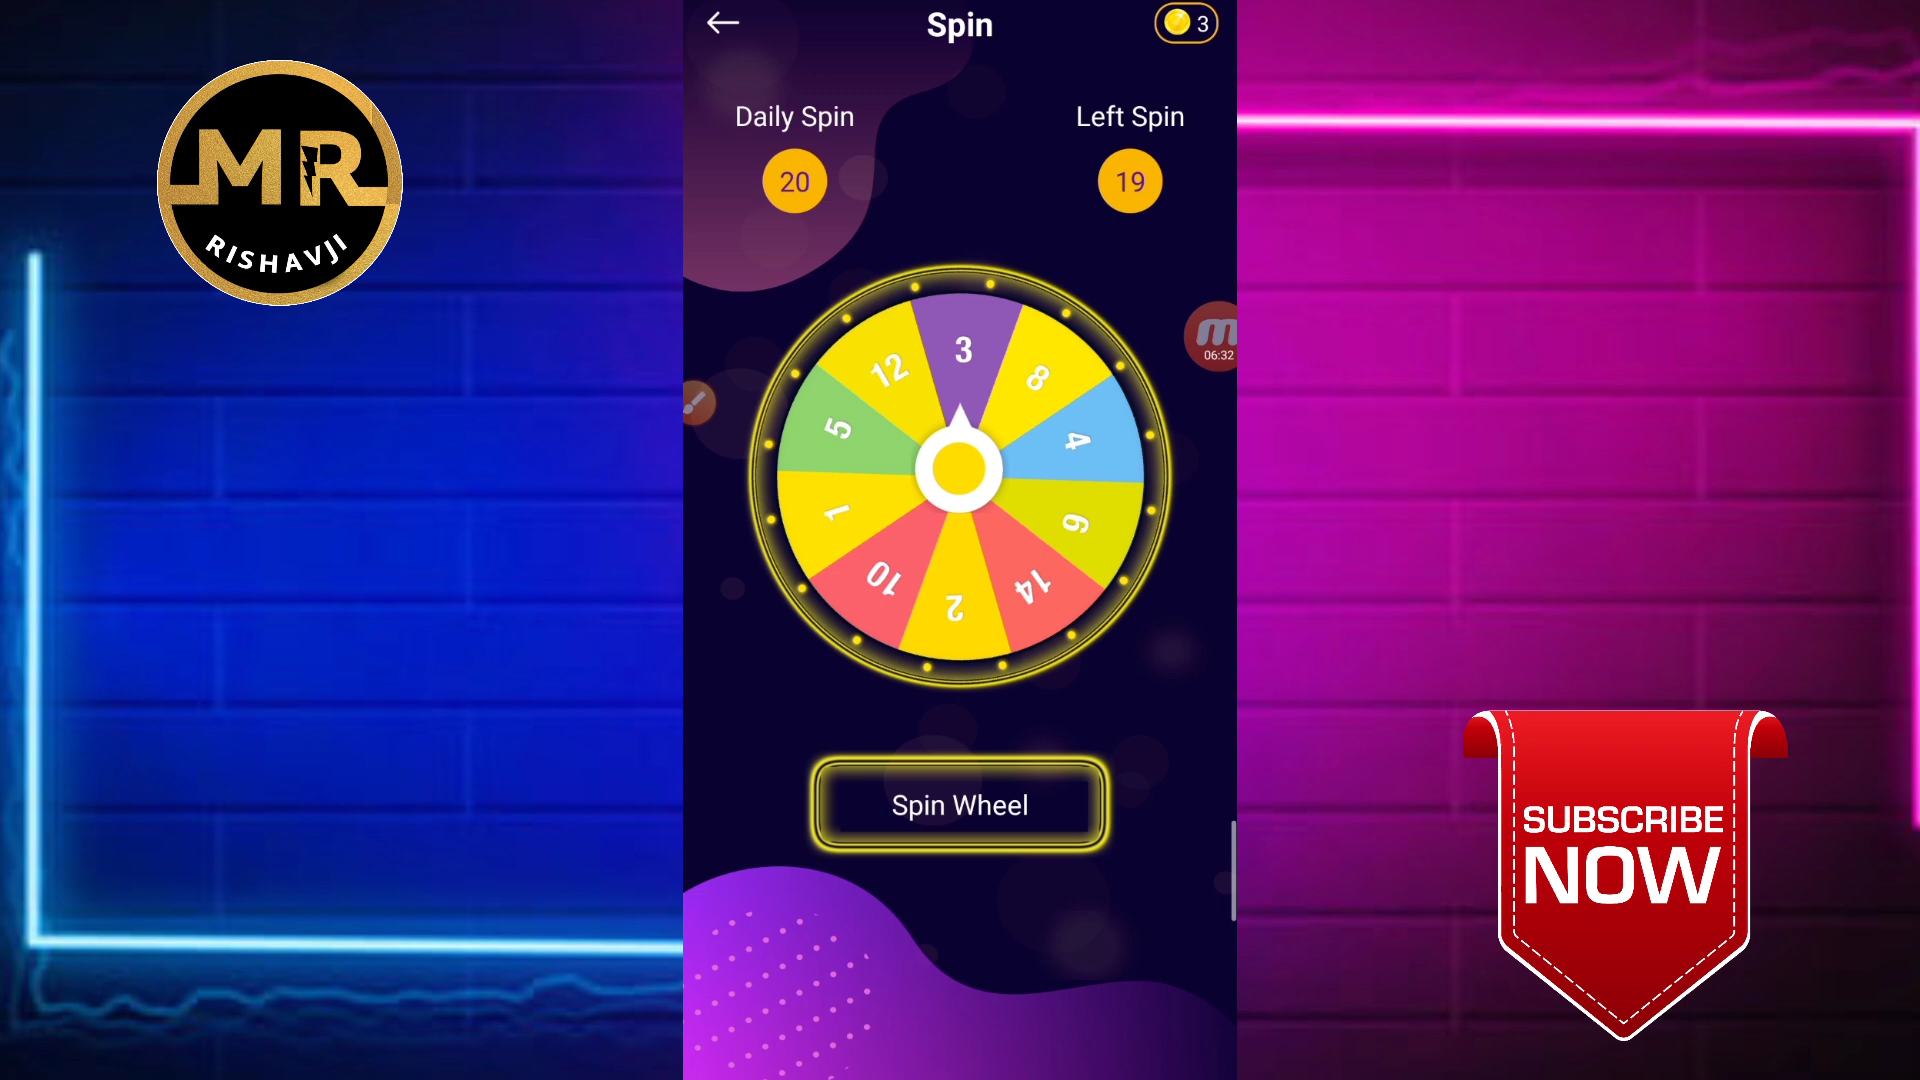 MR
RISHAVJI
Spin
3
Daily Spin
Left Spin
20
19
3
8
4
6
14
2
10
1
5
12
06:32
Spin Wheel
SUBSCRIBE
NOW